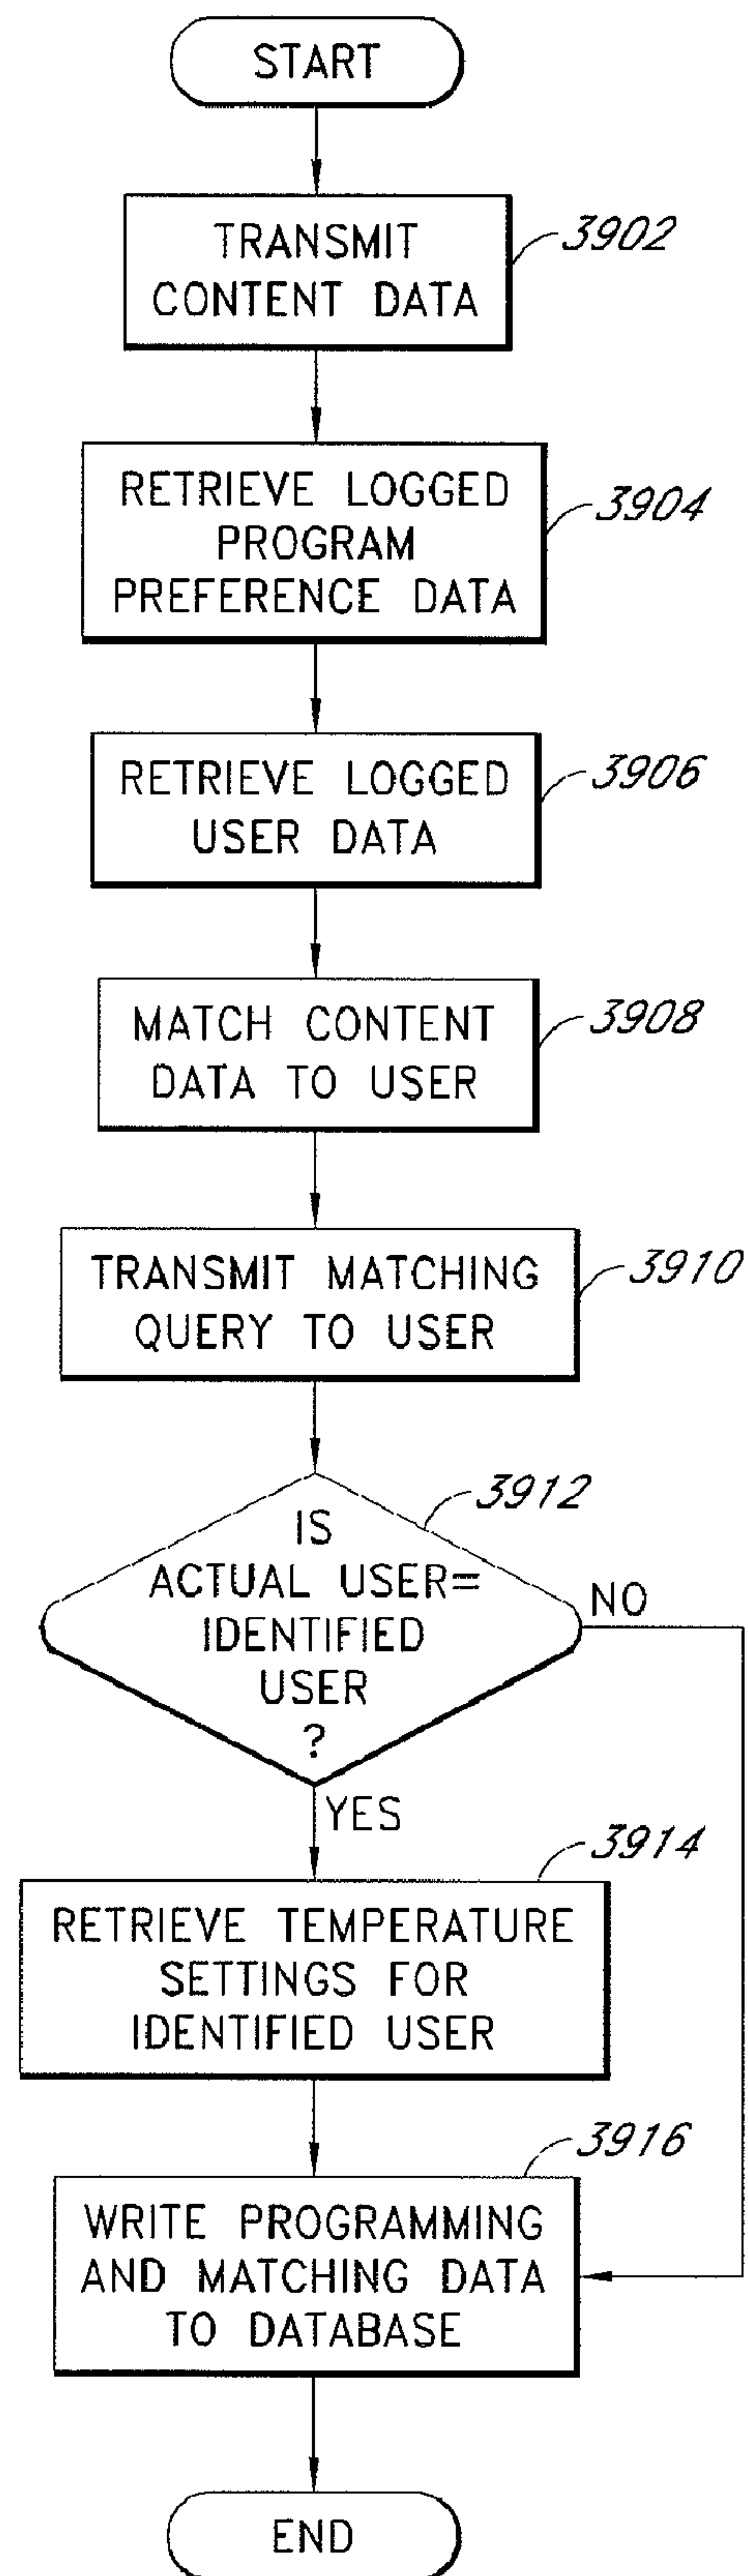 START
TRANSMIT
CONTENT DATA
3902
RETRIEVE LOGGED
PROGRAM
PREFERENCE DATA
3904
RETRIEVE LOGGED
USER DATA
3906
MATCH CONTENT
DATA TO USER
3908
TRANSMIT MATCHING
QUERY TO USER
3910
IS
ACTUAL USER=
IDENTIFIED
USER
?
3912
NO
YES
RETRIEVE TEMPERATURE
SETTINGS FOR
IDENTIFIED USER
3914
WRITE PROGRAMMING
AND MATCHING DATA
TO DATABASE
3916
END